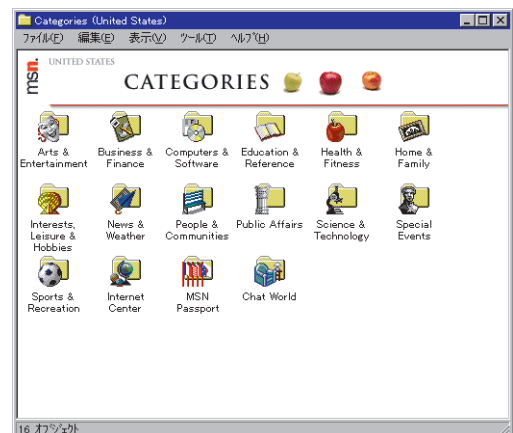 Categories (United States)
ﾌｧｲﾙ(F) 編集(E) 表示(V) ﾂｰﾙ(T) ﾍﾙﾌﾟ(H)
msn.
UNITED STATES
CATEGORIES
Arts &
Entertainment
Business &
Finance
Computers &
Software
Education &
Reference
Health &
Fitness
Home &
Family
Interests,
Leisure &
Hobbies
News &
Weather
People &
Communities
Public Affairs
Science &
Technology
Special
Events
Sports &
Recreation
Internet
Center
MSN
Passport
Chat World
16 ｵﾌﾞｼﾞｪｸﾄ